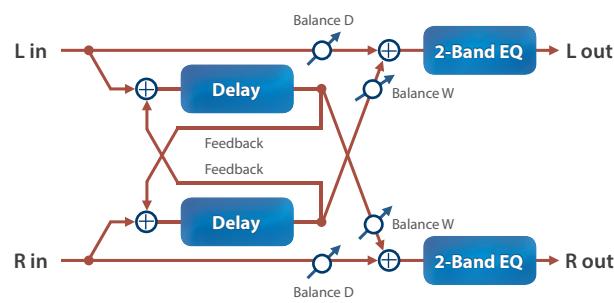 Balance D
L in
2-Band EQ
L out
Delay
Balance W
Feedback
Feedback
Delay
Balance W
R in
2-Band EQ
R out
Balance D